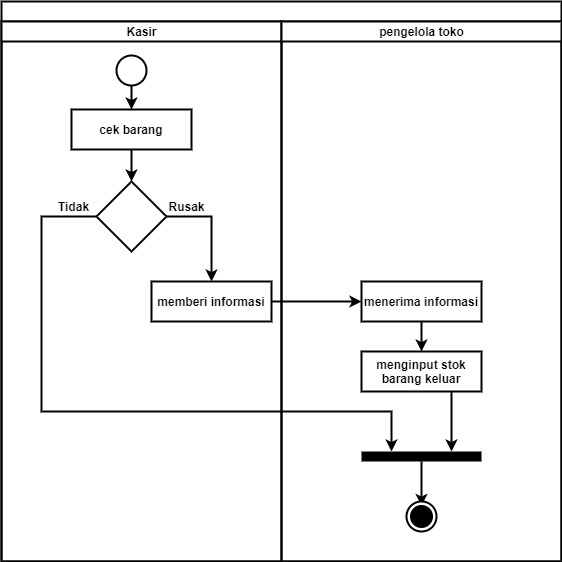 Kasir
pengelola toko
cek barang
Tidak
Rusak
memberi informasi
menerima informasi
menginput stok
barang keluar